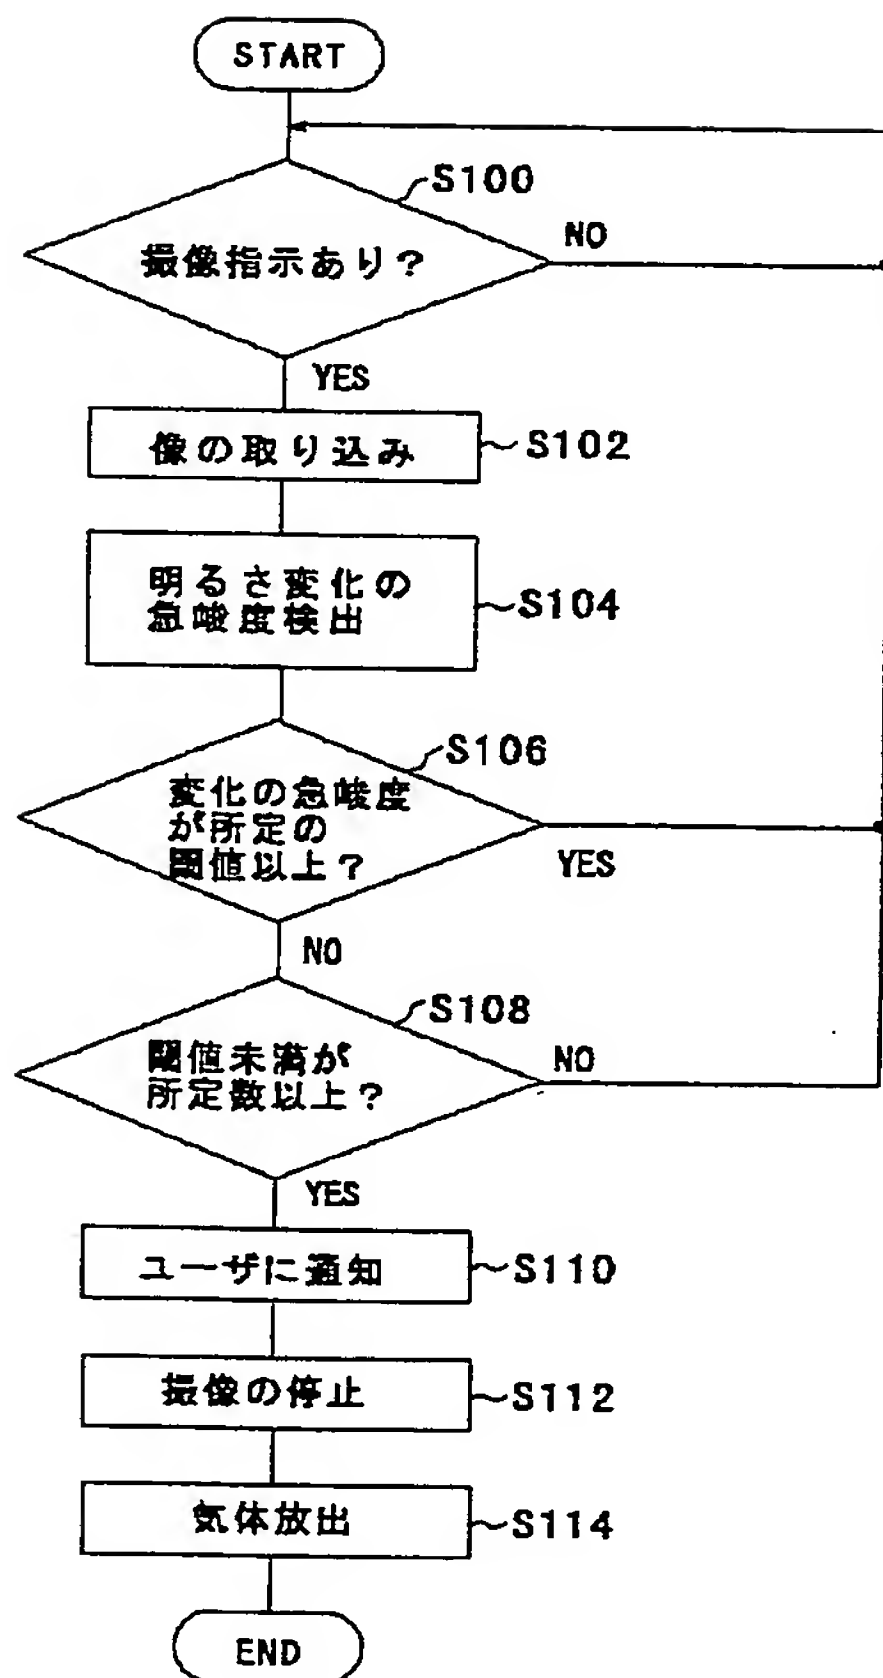 START
S100
撮像指示あり?
NO
YES
像の取り込み
S102
明るさ変化の
急峻度検出
S104
S106
変化の急峻度
が所定の
閾値以上?
YES
NO
S108
閾値未満が
所定数以上?
NO
YES
ユーザに通知
S110
撮像の停止
S112
気体放出
S114
END